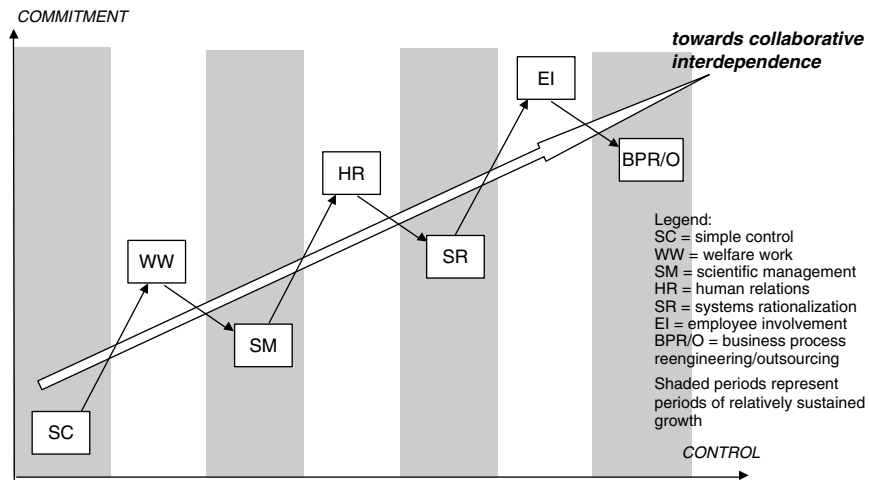 COMMITMENT
towards collaborative
interdependence
EI
BPR/O
HR
SR
WW
SM
SC
Legend:
SC = simple control
WW = welfare work
SM = scientific management
HR = human relations
SR = systems rationalization
EI = employee involvement
BPR/O = business process
reengineering/outsourcing
Shaded periods represent
periods of relatively sustained
growth
CONTROL